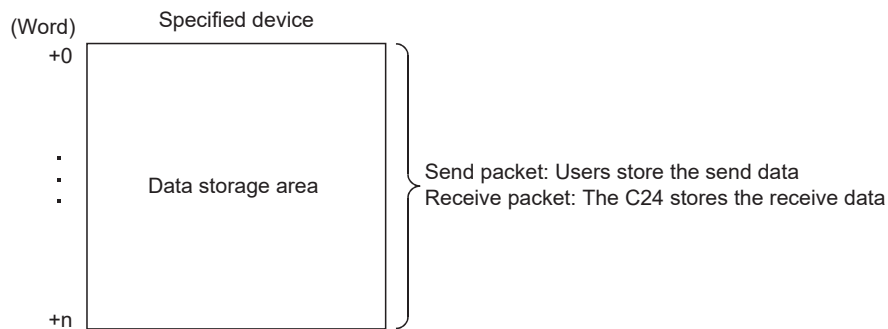 Specified device
(Word)
+0
.
.
.
Data storage area
Send packet: Users store the send data
Receive packet: The C24 stores the receive data
+n